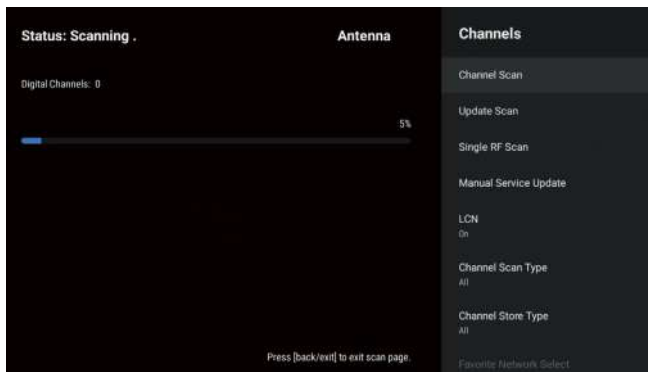 Status: Scanning .
Antenna
Digital Channels: 0
5%
Press [back/exit] to exit scan page.
Channels
Channel Scan
Update Scan
Single RF Scan
Manual Service Update
LCN
On
Channel Scan Type
All
Channel Store Type
All
Favorite Network Select